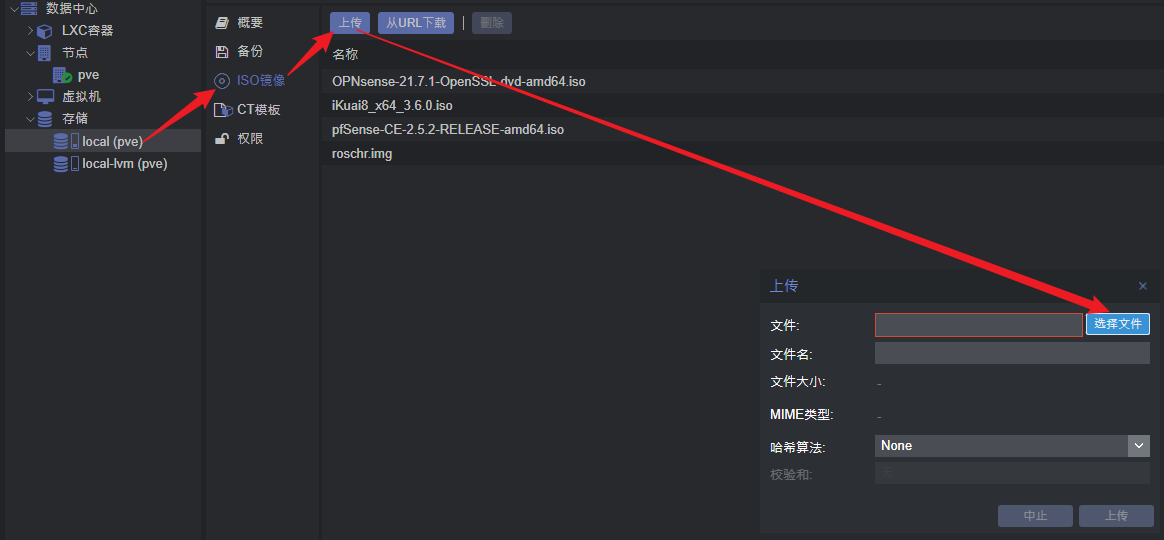 数据中心
LXC容器
节点
pve
虚拟机
存储
local (pve)
local-lvm (pve)
概要
备份
ISO镜像
CT模板
权限
上传 从URL下载 删除
名称
OPNsense-21.7.1-OpenSSL-dvd-amd64.iso
iKuai8_x64_3.6.0.iso
pfSense-CE-2.5.2-RELEASE-amd64.iso
roschr.img
上传
文件: 选择文件
文件名:
文件大小: -
MIME类型: -
哈希算法: None
校验和: 无
中止 上传